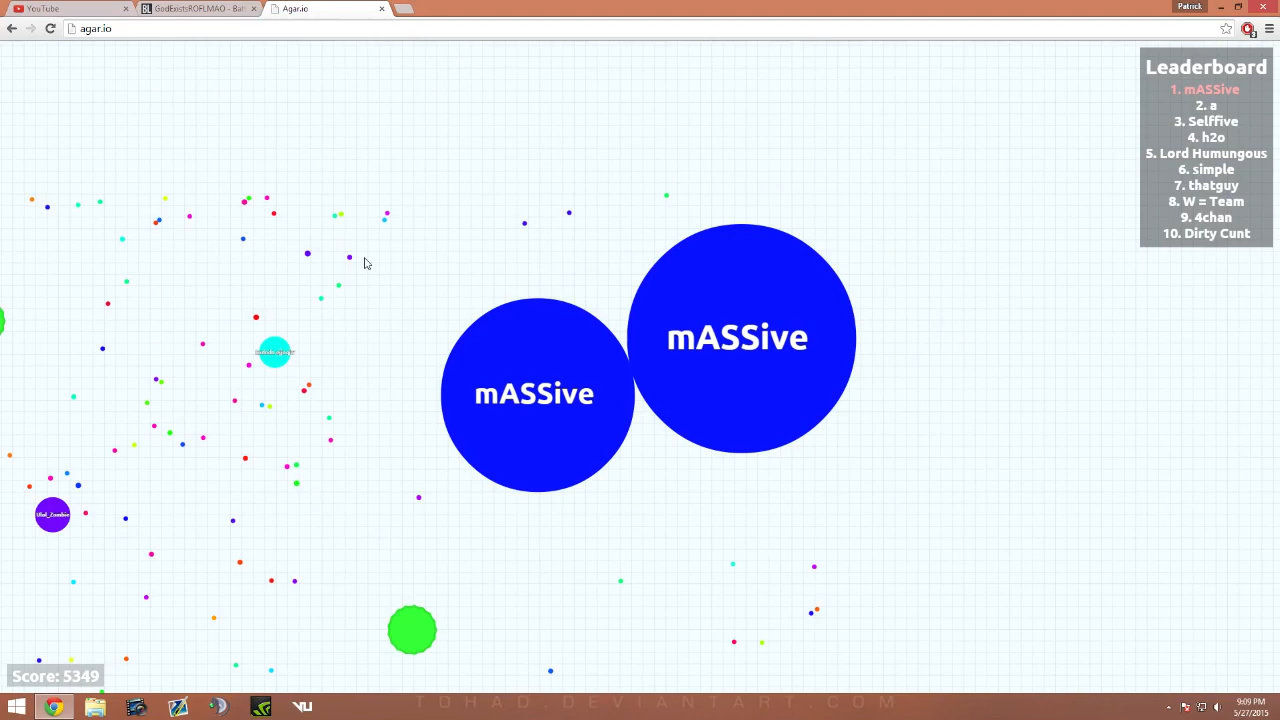 YouTube
GodExistsROFLMAO - Bat
Agar.io
Patrick
agar.io
Leaderboard
1. mASSive
2. a
3. Selffive
4. h2o
5. Lord Humungous
6. simple
7. thatguy
8. W = Team
9. 4chan
10. Dirty Cunt
mASSive
mASSive
Score: 5349
TOHAD.DEVIANTART.COM
9:09 PM
5/27/2015